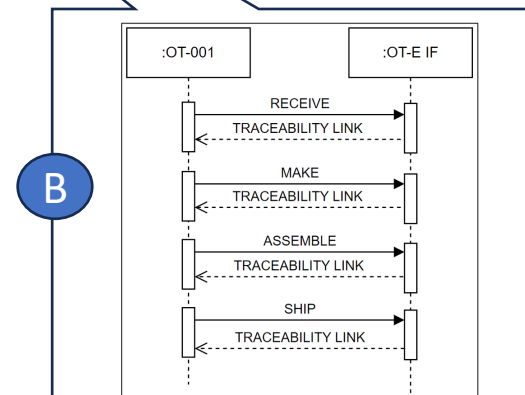 :OT-001
:OT-E IF
RECEIVE
TRACEABILITY LINK
MAKE
TRACEABILITY LINK
B
ASSEMBLE
TRACEABILITY LINK
SHIP
TRACEABILITY LINK